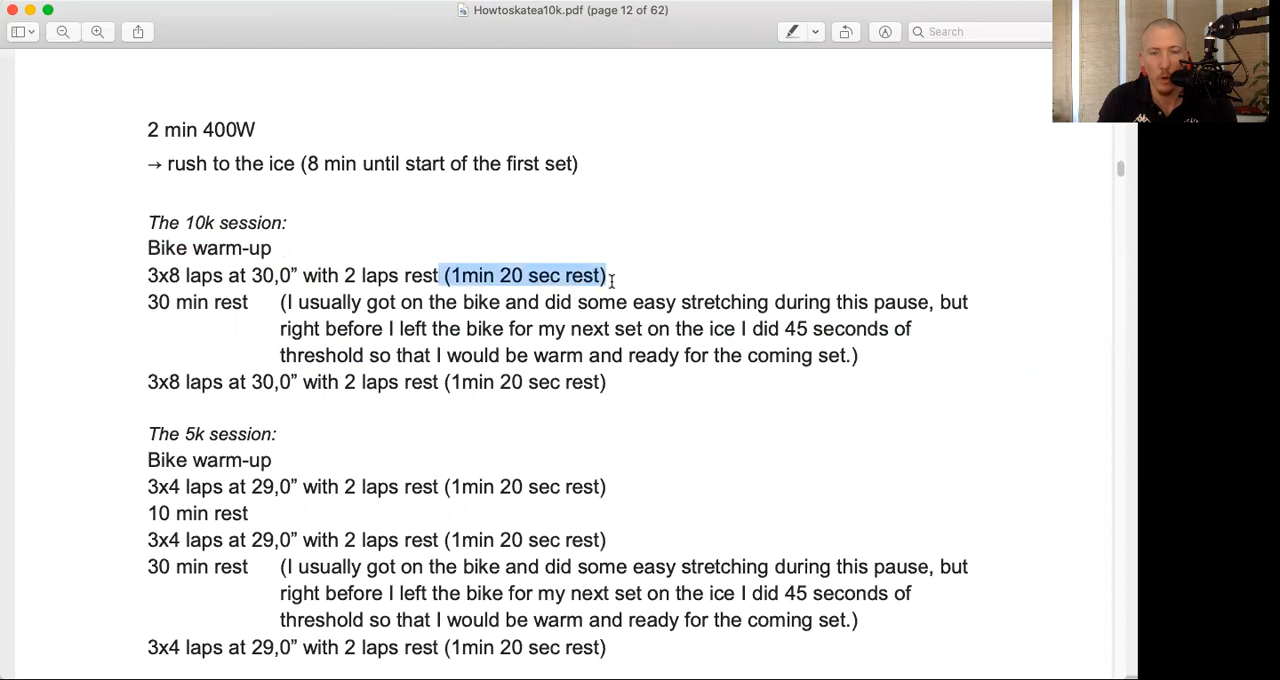 Howtoskatea10k.pdf (page 12 of 62)
Search
2 min 400W
→ rush to the ice (8 min until start of the first set)
The 10k session:
Bike warm-up
3x8 laps at 30,0” with 2 laps rest (1min 20 sec rest)
30 min rest (I usually got on the bike and did some easy stretching during this pause, but
right before I left the bike for my next set on the ice I did 45 seconds of
threshold so that I would be warm and ready for the coming set.)
3x8 laps at 30,0” with 2 laps rest (1min 20 sec rest)
The 5k session:
Bike warm-up
3x4 laps at 29,0” with 2 laps rest (1min 20 sec rest)
10 min rest
3x4 laps at 29,0” with 2 laps rest (1min 20 sec rest)
30 min rest (I usually got on the bike and did some easy stretching during this pause, but
right before I left the bike for my next set on the ice I did 45 seconds of
threshold so that I would be warm and ready for the coming set.)
3x4 laps at 29,0” with 2 laps rest (1min 20 sec rest)